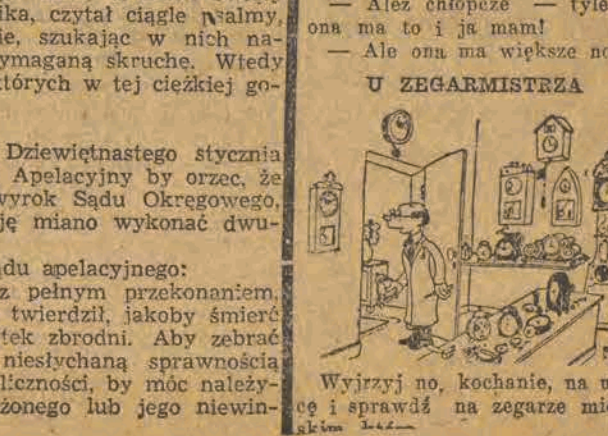 ika, czytał ciągle psalmy,
ie, szukając w nich na-
ymaganą skruchę. Wtedy
tórych w tej ciężkiej go-
Dziewiętnastego stycznia
Apelacyjny by orzec, że
wyrok Sądu Okręgowego,
ję miano wykonać dwu-
du apelacyjnego:
z pełnym przekonaniem,
twierdził, jakoby śmierć
tek zbrodni. Aby zebrać
niesłychaną sprawnością
liczności, by móc należy-
żonego lub jego niewin-
— Ależ chłopcze — tyle
ona ma to i ja mam!
— Ale ona ma większe no
U ZEGARMISTRZA
Wyjrzyj no, kochanie, na u
cę i sprawdź na zegarze mie
skim